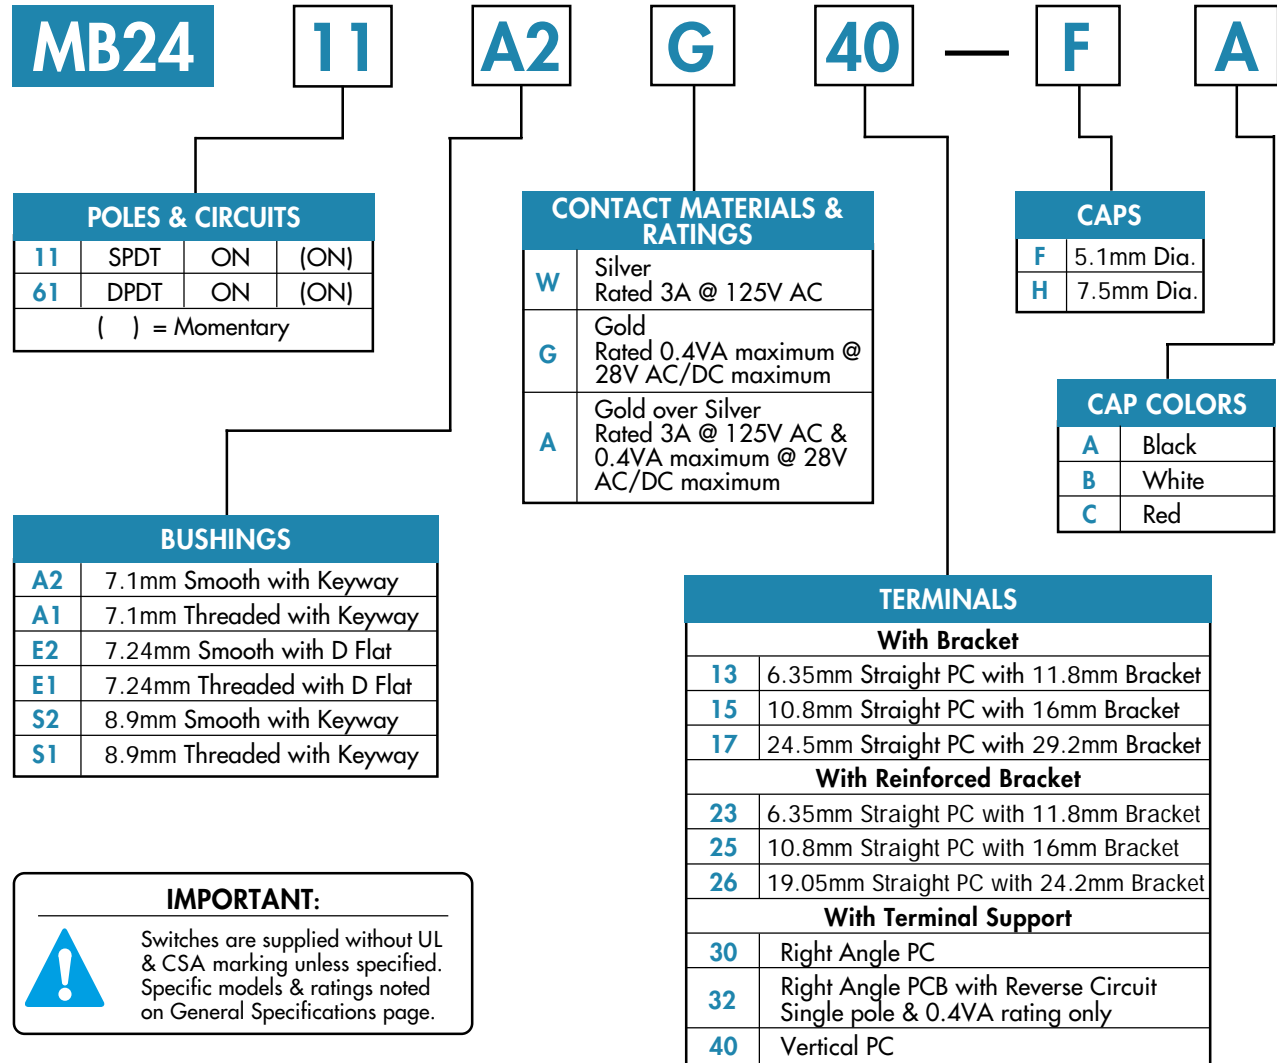 MB24 11 A2 G 40 — F A
POLES & CIRCUITS
11 SPDT ON (ON)
61 DPDT ON (ON)
( ) = Momentary
CONTACT MATERIALS &
RATINGS
W Silver
Rated 3A @ 125V AC
G Gold
Rated 0.4VA maximum @
28V AC/DC maximum
A Gold over Silver
Rated 3A @ 125V AC &
0.4VA maximum @ 28V
AC/DC maximum
CAPS
F 5.1mm Dia.
H 7.5mm Dia.
CAP COLORS
A Black
B White
C Red
BUSHINGS
A2 7.1mm Smooth with Keyway
A1 7.1mm Threaded with Keyway
E2 7.24mm Smooth with D Flat
E1 7.24mm Threaded with D Flat
S2 8.9mm Smooth with Keyway
S1 8.9mm Threaded with Keyway
TERMINALS
With Bracket
13 6.35mm Straight PC with 11.8mm Bracket
15 10.8mm Straight PC with 16mm Bracket
17 24.5mm Straight PC with 29.2mm Bracket
With Reinforced Bracket
23 6.35mm Straight PC with 11.8mm Bracket
25 10.8mm Straight PC with 16mm Bracket
26 19.05mm Straight PC with 24.2mm Bracket
With Terminal Support
30 Right Angle PC
32 Right Angle PCB with Reverse Circuit
Single pole & 0.4VA rating only
40 Vertical PC
IMPORTANT:
Switches are supplied without UL
& CSA marking unless specified.
Specific models & ratings noted
on General Specifications page.